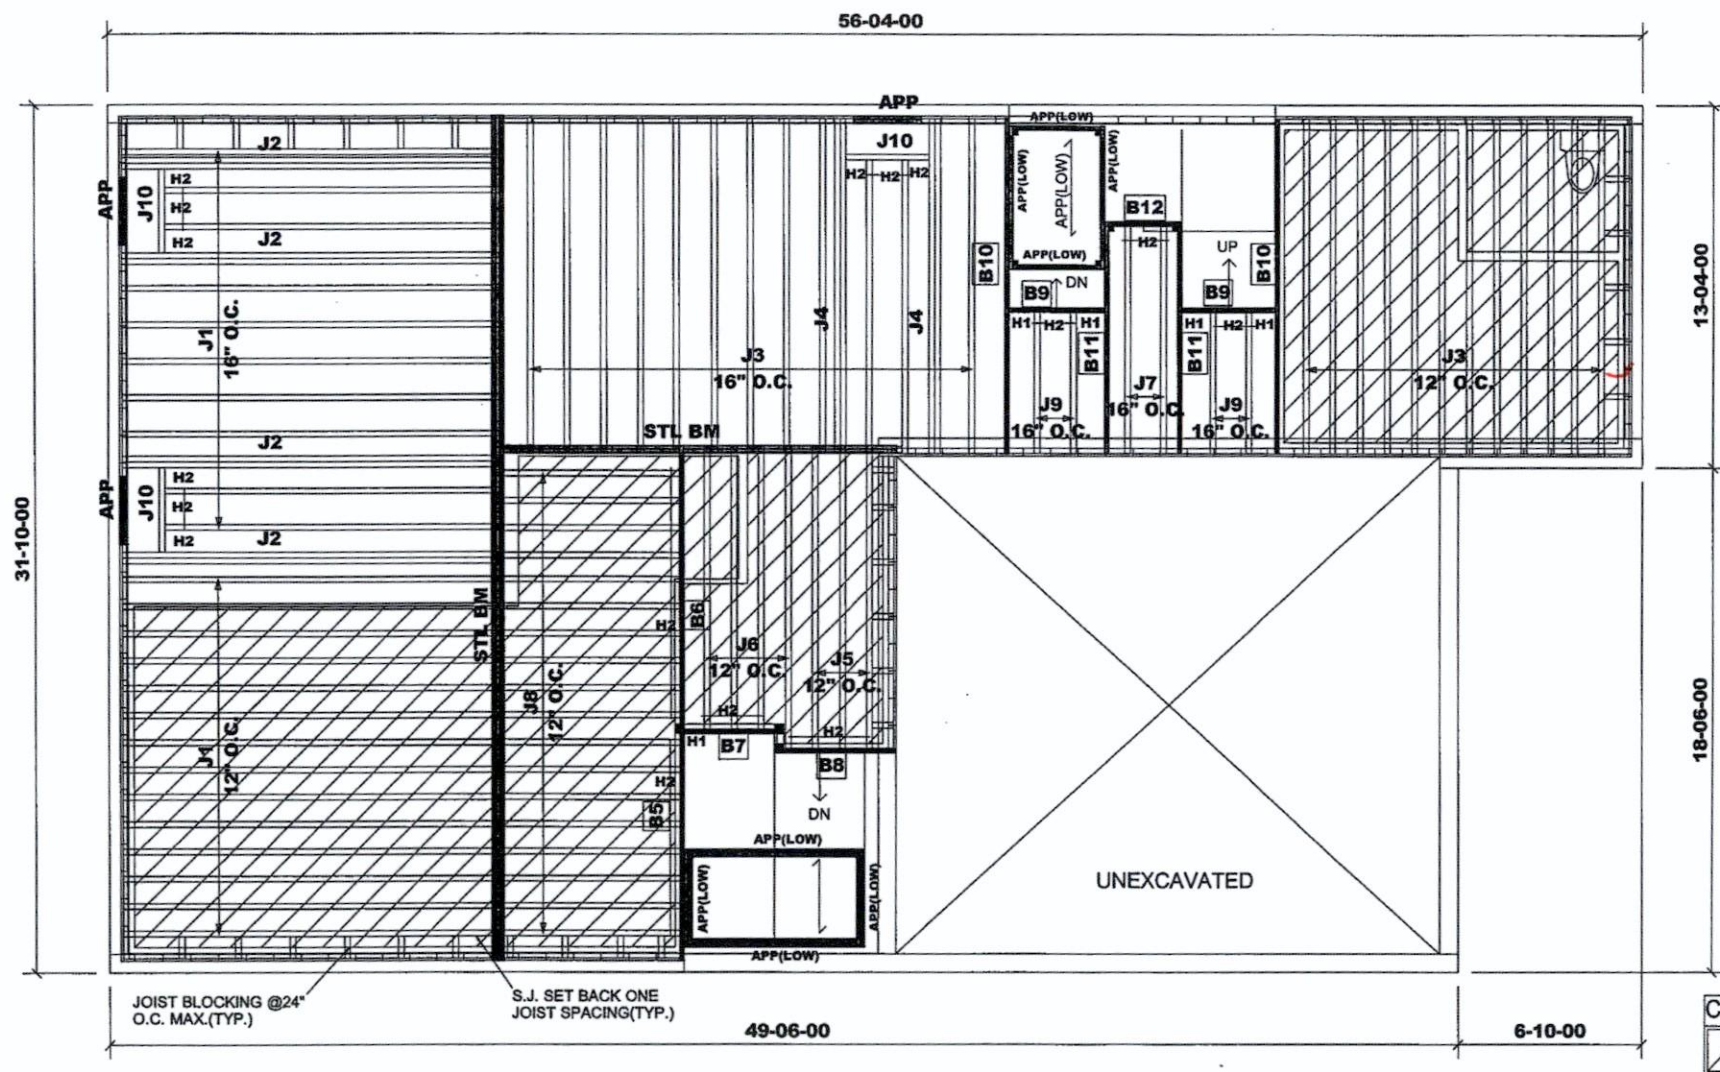 56-04-00
APP
APP(LOW)
J2
J10
J10
H2
H2
H2
H2
H2
H2
APP
APP(LOW)
APP(LOW)
APP(LOW)
B12
H2
J2
APP(LOW)
B10
UP
B10
DN
B9
B9
13-04-00
J1
16" O.C.
J4
J4
H1
H2
H1
H1
H2
H1
B11
B11
J3
16" O.C.
J3
12" O.C.
J7
16" O.C.
J9
16" O.C.
J9
16" O.C.
STL BM
J2
APP
J10
H2
H2
H2
J2
31-10-00
STL BM
B6
H2
J6
12" O.C.
J5
12" O.C.
J8
12" O.C.
J1
12" O.C.
H2
H2
H1
B7
B8
H2
B5
DN
18-06-00
APP(LOW)
APP(LOW)
APP(LOW)
APP(LOW)
UNEXCAVATED
JOIST BLOCKING @24"
O.C. MAX.(TYP.)
S.J. SET BACK ONE
JOIST SPACING(TYP.)
49-06-00
6-10-00
C